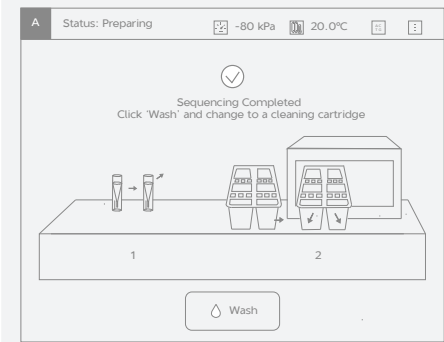 A
Status: Preparing
-80 kPa
20.0℃
Sequencing Completed
Click 'Wash' and change to a cleaning cartridge
1
2
Wash